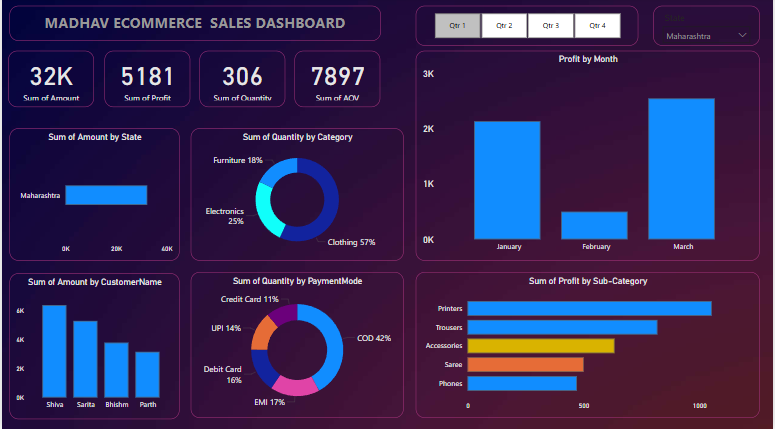 MADHAV ECOMMERCE SALES DASHBOARD
Qtr 1
Qtr 2
Qtr 3
Qtr 4
Maharashtra
32K
Sum of Amount
5181
Sum of Profit
306
Sum of Quantity
7897
Sum of AOV
Profit by Month
3K
2K
1K
0K
January
February
March
Sum of Amount by State
Maharashtra
0K
20K
40K
Sum of Quantity by Category
Furniture 18%
Electronics
25%
Clothing 57%
Sum of Amount by CustomerName
6K
4K
2K
0K
Shiva
Sarita
Bhishm
Parth
Sum of Quantity by PaymentMode
Credit Card 11%
UPI 14%
COD 42%
Debit Card
16%
EMI 17%
Sum of Profit by Sub-Category
Printers
Trousers
Accessories
Saree
Phones
0
500
1000